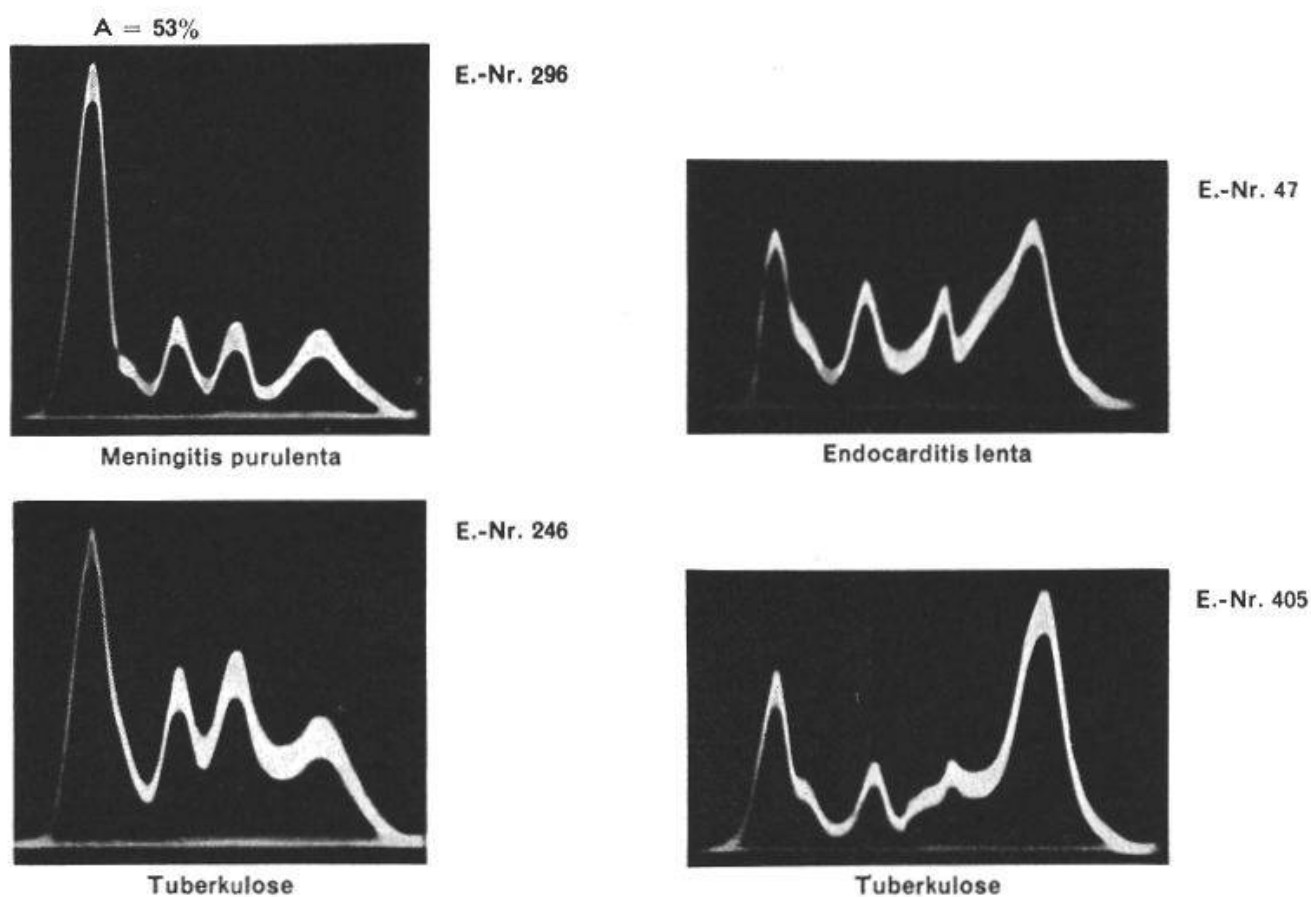 A = 53%
E.-Nr. 296
E.-Nr. 47
Meningitis purulenta
Endocarditis lenta
E.-Nr. 246
E.-Nr. 405
Tuberkulose
Tuberkulose